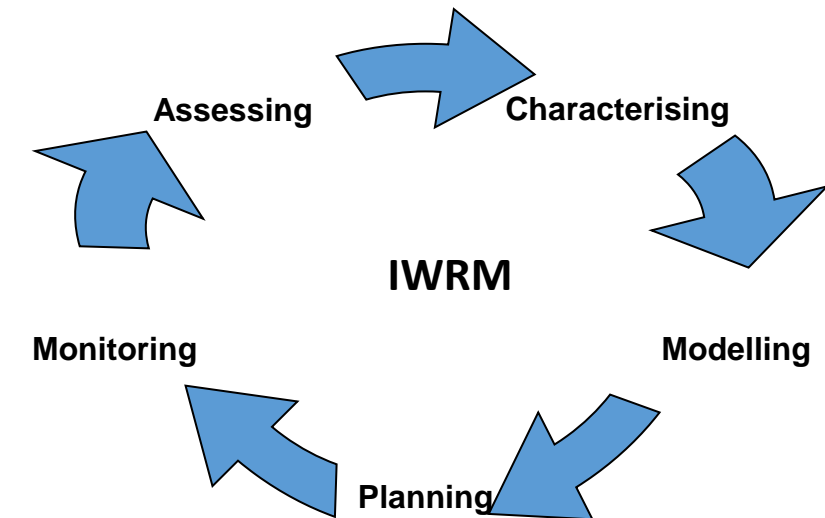 Assessing
Characterising
IWRM
Monitoring
Modelling
Planning